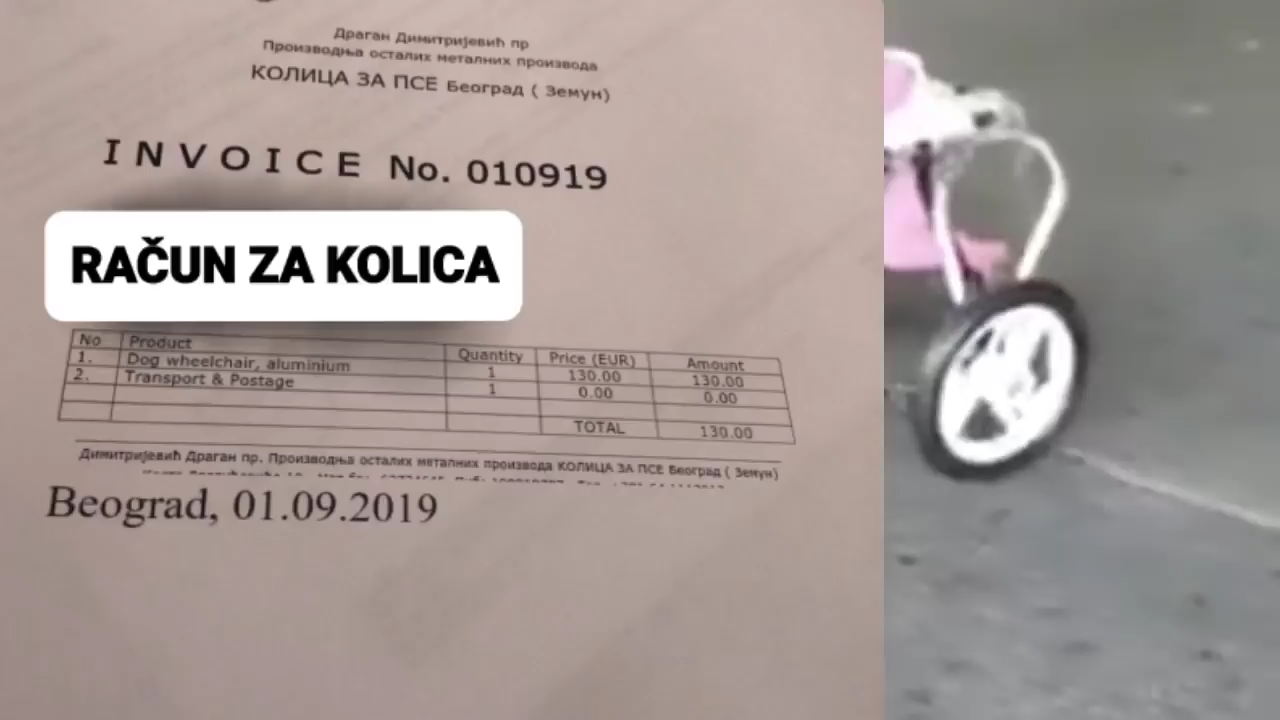 Драган Димитријевић пр
Производња осталих металних производа
КОЛИЦА ЗА ПСЕ Београд ( Земун)
INVOICE No. 010919
RAČUN ZA KOLICA
No Product Quantity Price (EUR) Amount
1. Dog wheelchair, aluminium 1 130.00 130.00
2. Transport & Postage 1 0.00 0.00
TOTAL 130.00
Димитријевић Драган пр. Производња осталих металних производа КОЛИЦА ЗА ПСЕ Београд ( Земун)
Beograd, 01.09.2019